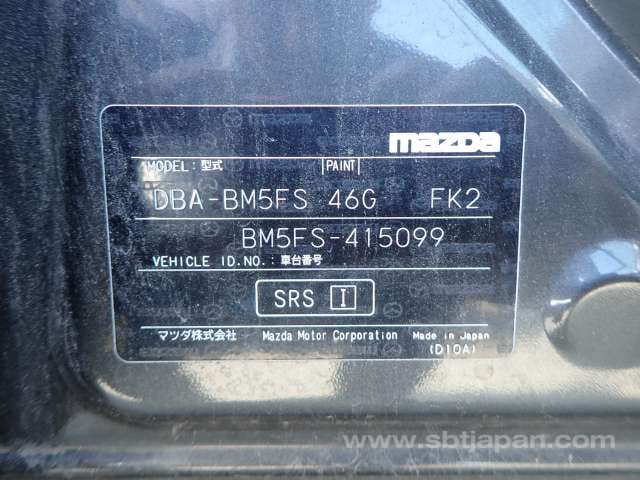 mazda
MODEL: 型式 PAINT
DBA-BM5FS 46G FK2
BM5FS-415099
VEHICLE ID.NO.: 車台番号
SRS I
マツダ株式会社 Mazda Motor Corporation Made in Japan
(D10A)
www.sbtjapan.com